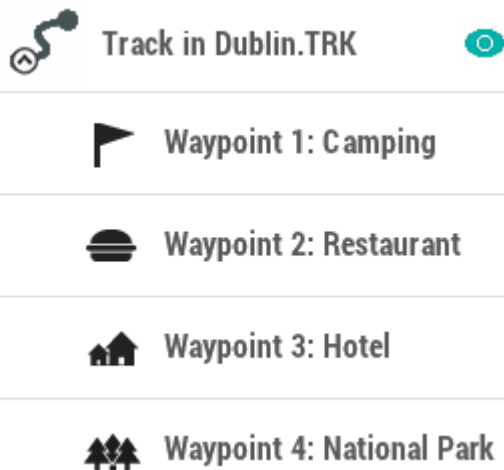 Track in Dublin.TRK
Waypoint 1: Camping
Waypoint 2: Restaurant
Waypoint 3: Hotel
Waypoint 4: National Park